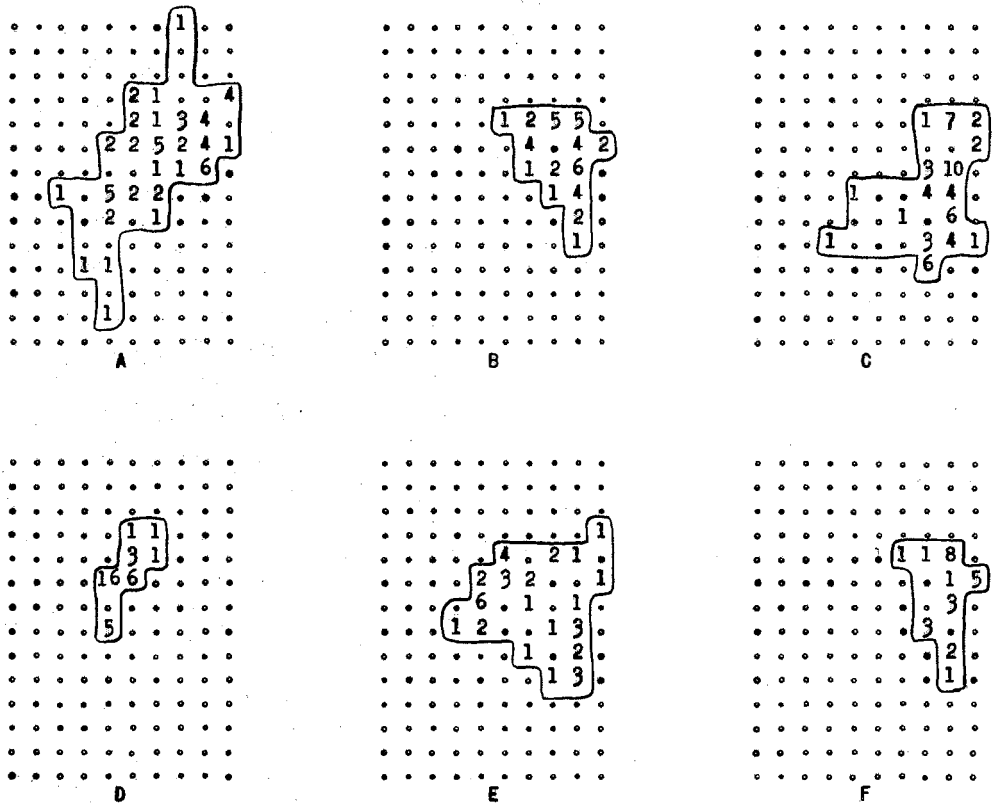 1
2 1 4
2 1 3 4
2 2 5 2 4 1
1 1 6
1 5 2 2
2 1
1 1
1
A
1 2 5 5
4 4 2
1 2 6
1 4
2
1
B
1 7 2
2
3 10
1 4 4
1 6
1 3 4 1
6
C
1 1
3 1
16 6
5
D
1
4 2 1
2 3 2 1
6 1 1
1 2 1 3
1 2
1 3
E
1 1 8
1 5
3
3
2
1
F